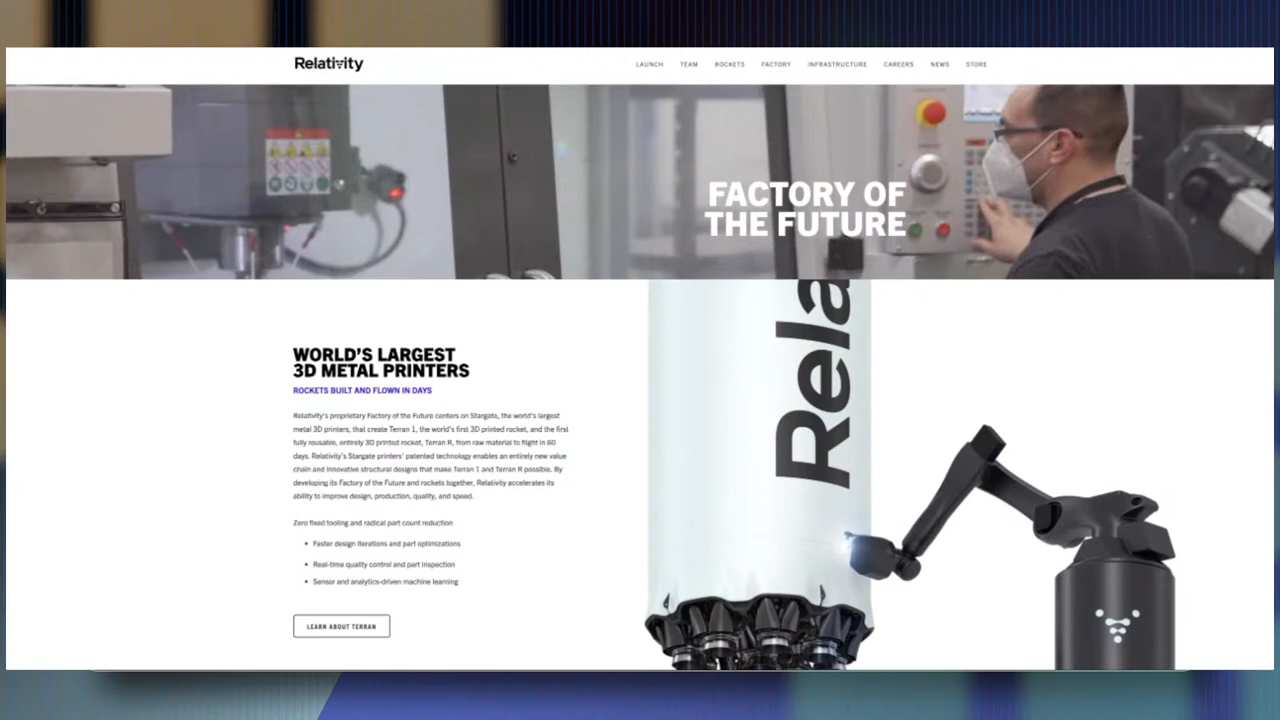 Relativity
LAUNCH TEAM ROCKETS FACTORY INFRASTRUCTURE CAREERS NEWS STORE
FACTORY OF
THE FUTURE
WORLD'S LARGEST
3D METAL PRINTERS
ROCKETS BUILT AND FLOWN IN DAYS
Relativity's proprietary Factory of the Future centers on Stargate, the world's largest
metal 3D printers, that create Terran 1, the world's first 3D printed rocket, and the first
fully reusable, entirely 3D printed rocket, Terran R, from raw material to flight in 60
days. Relativity's Stargate printers' patented technology enables an entirely new value
chain and innovative structural designs that make Terran 1 and Terran R possible. By
developing its Factory of the Future and rockets together, Relativity accelerates its
ability to improve design, production, quality, and speed.
Zero fixed tooling and radical part count reduction
• Faster design iterations and part optimizations
• Real-time quality control and part inspection
• Sensor and analytics-driven machine learning
LEARN ABOUT TERRAN
Rela